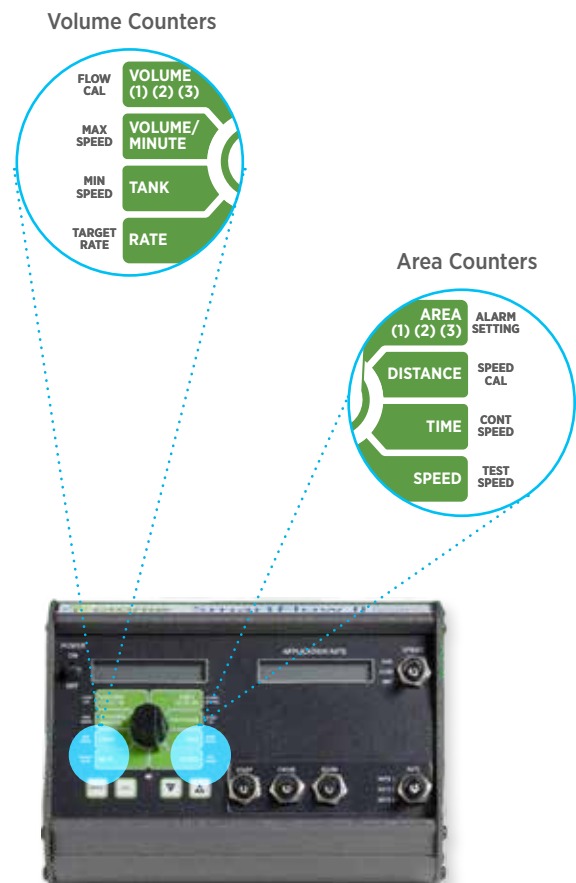 Volume Counters
FLOW
CAL
VOLUME
(1) (2) (3)
MAX
SPEED
VOLUME/
MINUTE
MIN
SPEED
TANK
TARGET
RATE
RATE
Area Counters
AREA
(1) (2) (3)
ALARM
SETTING
DISTANCE
SPEED
CAL
TIME
CONT
SPEED
SPEED
TEST
SPEED
POWER
ON
APPLICATION RATE